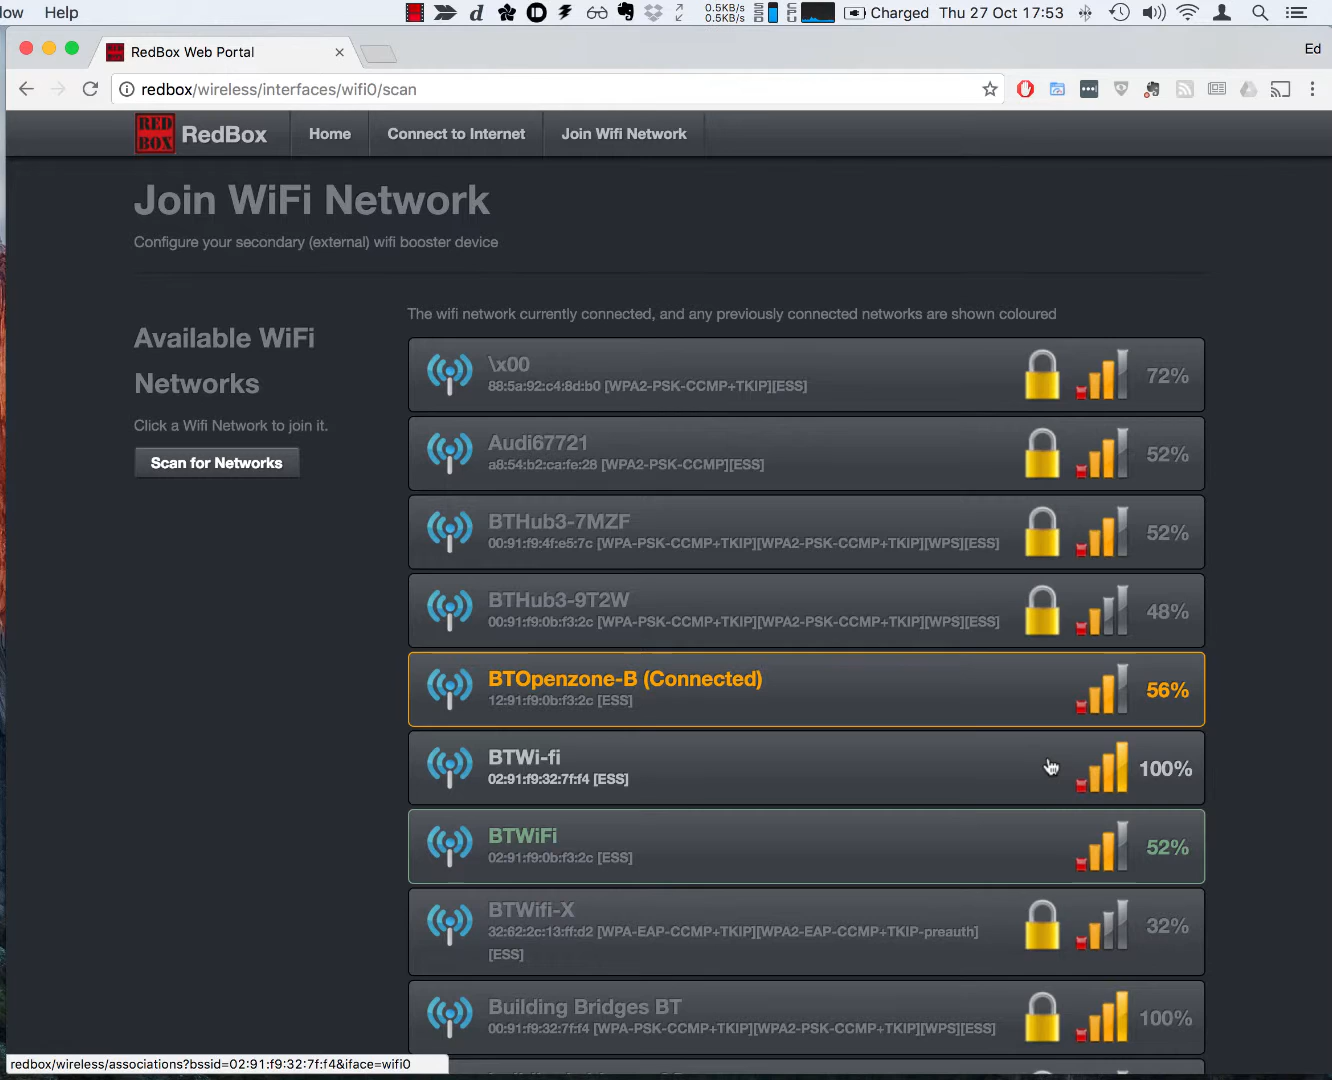 ow Help 0.5KB/s 0.5KB/s Charged Thu 27 Oct 17:53
RedBox Web Portal
Ed
redbox/wireless/interfaces/wifi0/scan
RED BOX RedBox Home Connect to Internet Join Wifi Network
Join WiFi Network
Configure your secondary (external) wifi booster device
The wifi network currently connected, and any previously connected networks are shown coloured
Available WiFi
Networks
Click a Wifi Network to join it.
Scan for Networks
\x00
88:5a:92:c4:8d:b0 [WPA2-PSK-CCMP+TKIP][ESS]
72%
Audi67721
a8:54:b2:ca:fe:28 [WPA2-PSK-CCMP][ESS]
52%
BTHub3-7MZF
00:91:f9:4f:e5:7c [WPA-PSK-CCMP+TKIP][WPA2-PSK-CCMP+TKIP][WPS][ESS]
52%
BTHub3-9T2W
00:91:f9:0b:f3:2c [WPA-PSK-CCMP+TKIP][WPA2-PSK-CCMP+TKIP][WPS][ESS]
48%
BTOpenzone-B (Connected)
12:91:f9:0b:f3:2c [ESS]
56%
BTWi-fi
02:91:f9:32:7f:f4 [ESS]
100%
BTWiFi
02:91:f9:0b:f3:2c [ESS]
52%
BTWifi-X
32:62:2c:13:ff:d2 [WPA-EAP-CCMP+TKIP][WPA2-EAP-CCMP+TKIP-preauth]
[ESS]
32%
Building Bridges BT
00:91:f9:32:7f:f4 [WPA-PSK-CCMP+TKIP][WPA2-PSK-CCMP+TKIP][WPS][ESS]
100%
redbox/wireless/associations?bssid=02:91:f9:32:7f:f4&iface=wifi0